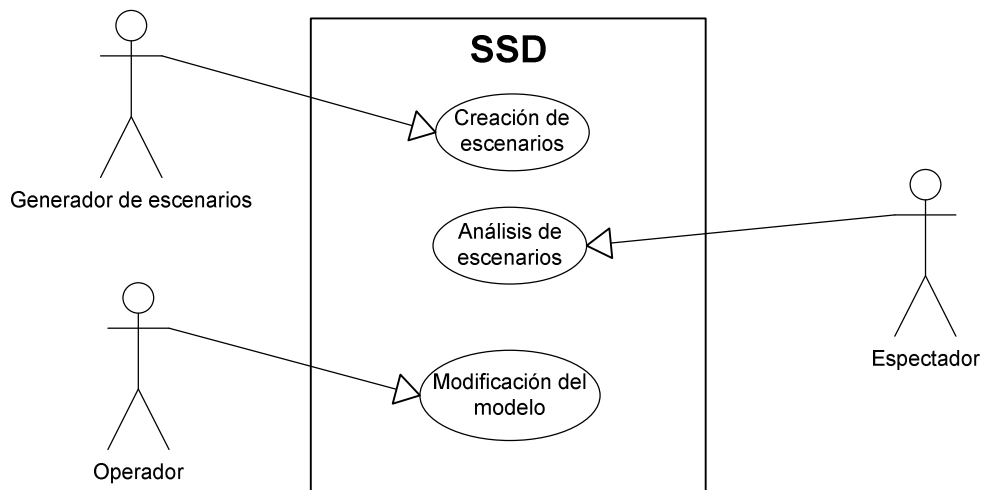 SSD
Creación de
escenarios
Generador de escenarios
Análisis de
escenarios
Espectador
Modificación del
modelo
Operador